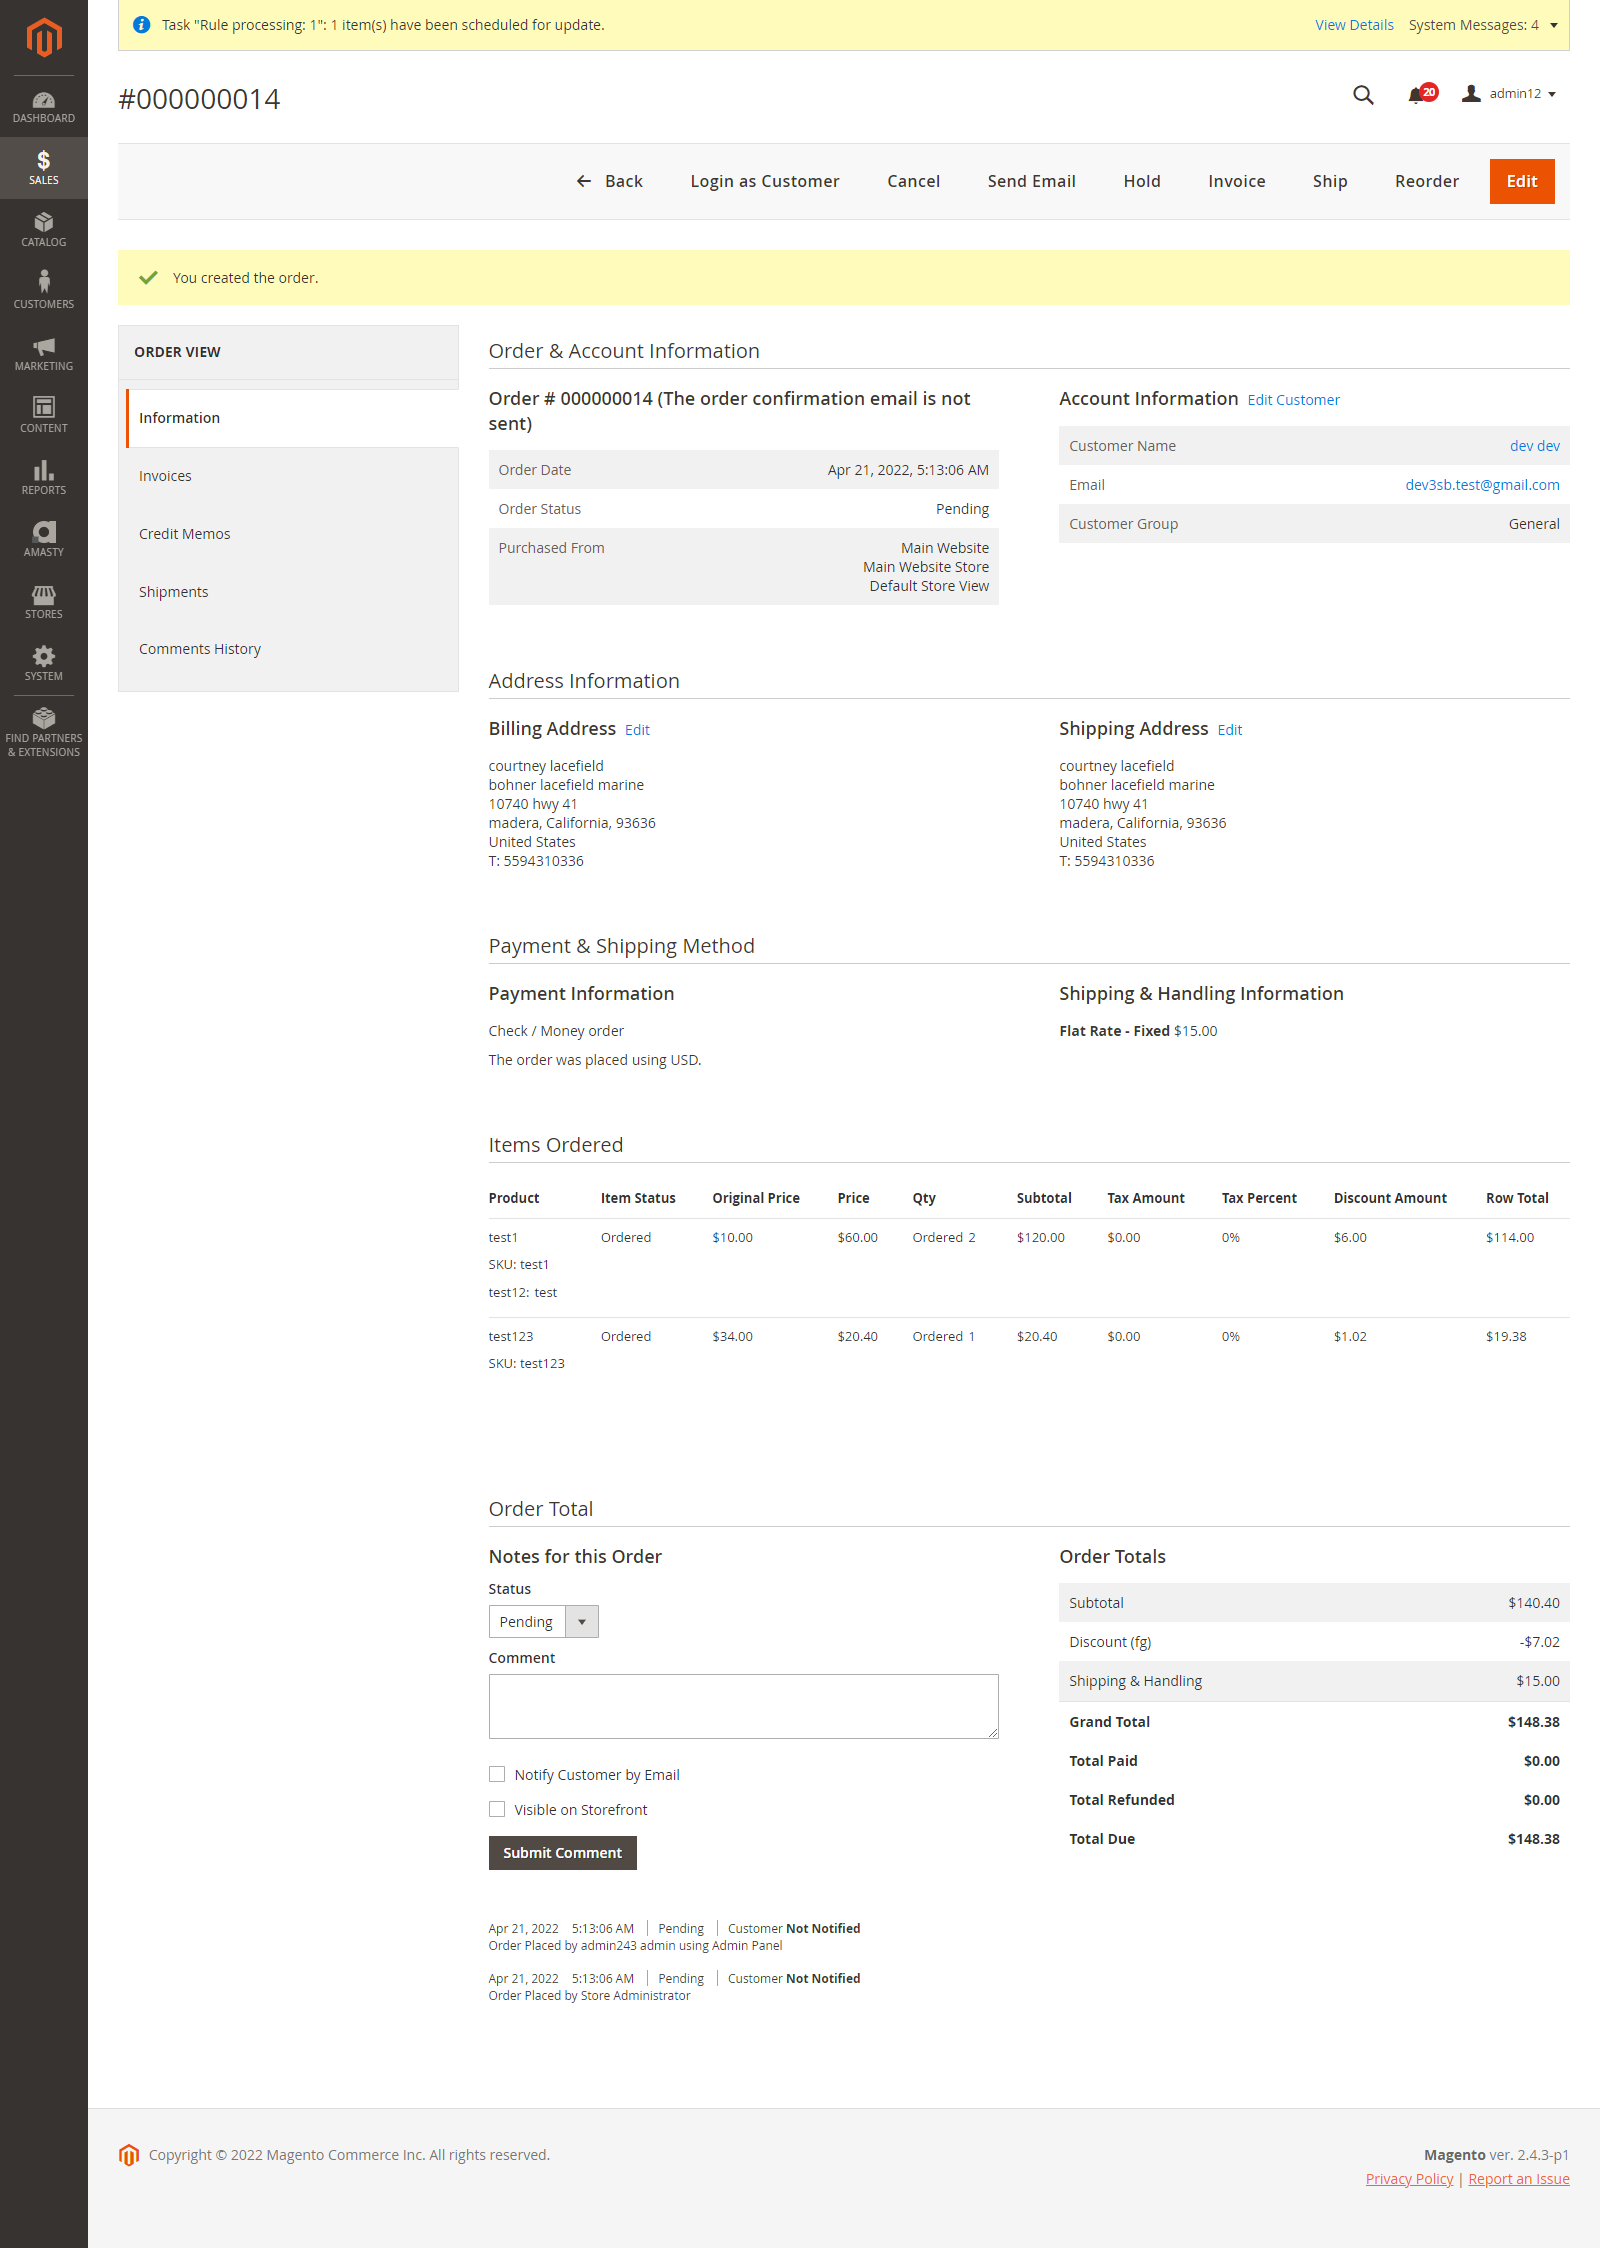 Task "Rule processing: 1": 1 item(s) have been scheduled for update.
View Details
System Messages: 4
#000000014
20
admin12
DASHBOARD
SALES
CATALOG
CUSTOMERS
MARKETING
CONTENT
REPORTS
AMASTY
STORES
SYSTEM
FIND PARTNERS
& EXTENSIONS
Back Login as Customer Cancel Send Email Hold Invoice Ship Reorder Edit
You created the order.
ORDER VIEW
Information
Invoices
Credit Memos
Shipments
Comments History
Order & Account Information
Order # 000000014 (The order confirmation email is not
sent)
Order Date Apr 21, 2022, 5:13:06 AM
Order Status Pending
Purchased From Main Website
Main Website Store
Default Store View
Account Information Edit Customer
Customer Name dev dev
Email dev3sb.test@gmail.com
Customer Group General
Address Information
Billing Address Edit
courtney lacefield
bohner lacefield marine
10740 hwy 41
madera, California, 93636
United States
T: 5594310336
Shipping Address Edit
courtney lacefield
bohner lacefield marine
10740 hwy 41
madera, California, 93636
United States
T: 5594310336
Payment & Shipping Method
Payment Information
Check / Money order
The order was placed using USD.
Shipping & Handling Information
Flat Rate - Fixed $15.00
Items Ordered
Product Item Status Original Price Price Qty Subtotal Tax Amount Tax Percent Discount Amount Row Total
test1 Ordered $10.00 $60.00 Ordered 2 $120.00 $0.00 0% $6.00 $114.00
SKU: test1
test12: test
test123 Ordered $34.00 $20.40 Ordered 1 $20.40 $0.00 0% $1.02 $19.38
SKU: test123
Order Total
Notes for this Order
Status
Pending
Comment
Notify Customer by Email
Visible on Storefront
Submit Comment
Order Totals
Subtotal $140.40
Discount (fg) -$7.02
Shipping & Handling $15.00
Grand Total $148.38
Total Paid $0.00
Total Refunded $0.00
Total Due $148.38
Apr 21, 2022 5:13:06 AM Pending Customer Not Notified
Order Placed by admin243 admin using Admin Panel
Apr 21, 2022 5:13:06 AM Pending Customer Not Notified
Order Placed by Store Administrator
Copyright © 2022 Magento Commerce Inc. All rights reserved.
Magento ver. 2.4.3-p1
Privacy Policy | Report an Issue